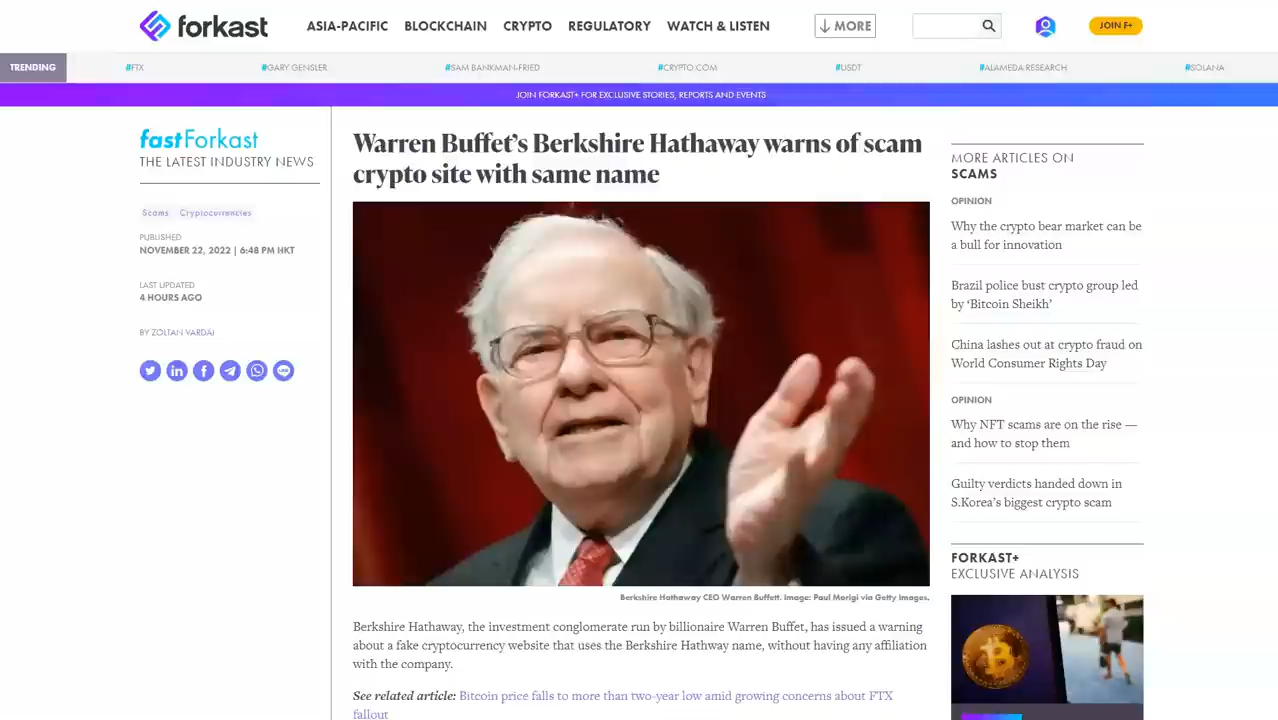 forkast
ASIA-PACIFIC BLOCKCHAIN CRYPTO REGULATORY WATCH & LISTEN
MORE
JOIN F+
TRENDING
#FTX #GARY GENSLER #SAM BANKMAN-FRIED #CRYPTO.COM #USDT #ALAMEDA RESEARCH #SOLANA
JOIN FORKAST+ FOR EXCLUSIVE STORIES, REPORTS AND EVENTS
fastForkast
THE LATEST INDUSTRY NEWS
Scams Cryptocurrencies
PUBLISHED
NOVEMBER 22, 2022 | 6:48 PM HKT
LAST UPDATED
4 HOURS AGO
BY ZOLTAN VARDAI
Warren Buffet’s Berkshire Hathaway warns of scam
crypto site with same name
Berkshire Hathaway CEO Warren Buffett. Image: Paul Morigi via Getty Images.
Berkshire Hathaway, the investment conglomerate run by billionaire Warren Buffet, has issued a warning
about a fake cryptocurrency website that uses the Berkshire Hathway name, without having any affiliation
with the company.
See related article: Bitcoin price falls to more than two-year low amid growing concerns about FTX
fallout
MORE ARTICLES ON
SCAMS
OPINION
Why the crypto bear market can be
a bull for innovation
Brazil police bust crypto group led
by ‘Bitcoin Sheikh’
China lashes out at crypto fraud on
World Consumer Rights Day
OPINION
Why NFT scams are on the rise —
and how to stop them
Guilty verdicts handed down in
S.Korea’s biggest crypto scam
FORKAST+
EXCLUSIVE ANALYSIS